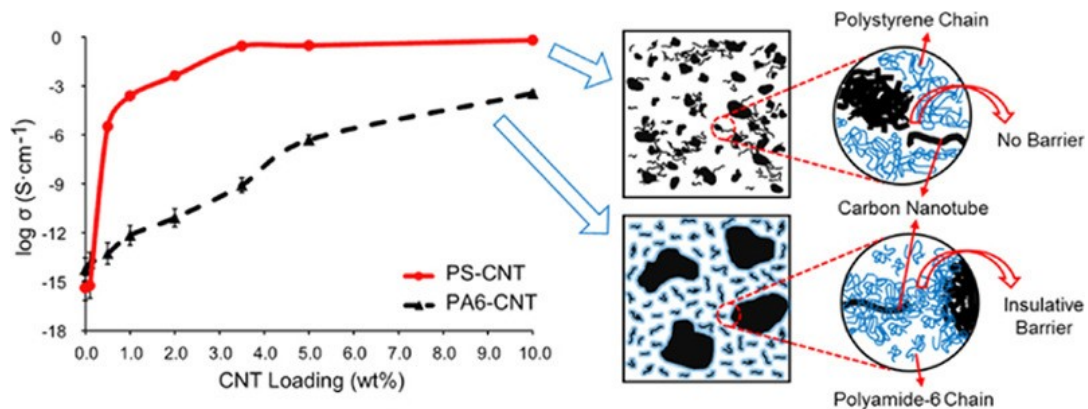 0
-3
-6
-9
-12
-15
-18
log σ (S·cm⁻¹)
PS-CNT
PA6-CNT
0.0 1.0 2.0 3.0 4.0 5.0 6.0 7.0 8.0 9.0 10.0
CNT Loading (wt%)
Polystyrene Chain
No Barrier
Carbon Nanotube
Insulative
Barrier
Polyamide-6 Chain